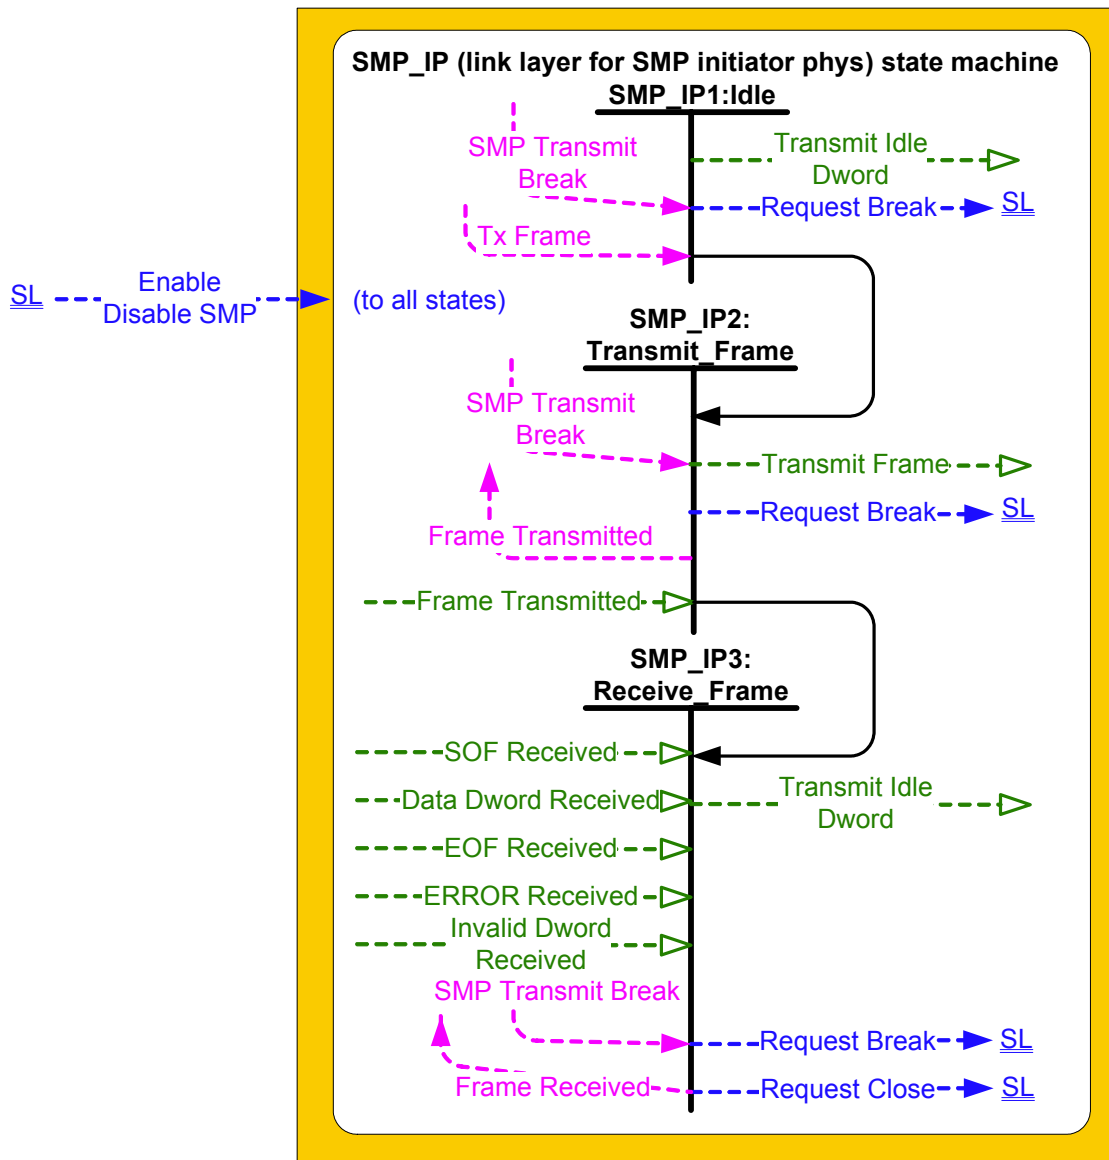 SMP_IP (link layer for SMP initiator phys) state machine
SMP_IP1:Idle
SMP Transmit
Break
Transmit Idle
Dword
Request Break
SL
Tx Frame
SL
Enable
Disable SMP
(to all states)
SMP_IP2:
Transmit_Frame
SMP Transmit
Break
Transmit Frame
Request Break
SL
Frame Transmitted
Frame Transmitted
SMP_IP3:
Receive_Frame
SOF Received
Data Dword Received
Transmit Idle
Dword
EOF Received
ERROR Received
Invalid Dword
Received
SMP Transmit Break
Request Break
SL
Frame Received
Request Close
SL